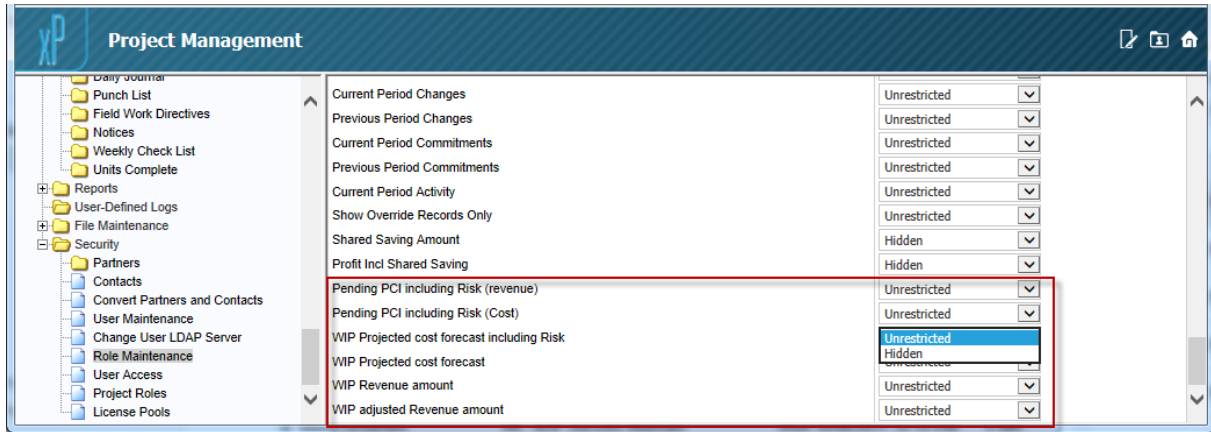 xP
Project Management
Daily Journal
Punch List
Field Work Directives
Notices
Weekly Check List
Units Complete
Reports
User-Defined Logs
File Maintenance
Security
Partners
Contacts
Convert Partners and Contacts
User Maintenance
Change User LDAP Server
Role Maintenance
User Access
Project Roles
License Pools
Current Period Changes Unrestricted
Previous Period Changes Unrestricted
Current Period Commitments Unrestricted
Previous Period Commitments Unrestricted
Current Period Activity Unrestricted
Show Override Records Only Unrestricted
Shared Saving Amount Hidden
Profit Incl Shared Saving Hidden
Pending PCI including Risk (revenue) Unrestricted
Pending PCI including Risk (Cost) Unrestricted
WIP Projected cost forecast including Risk Unrestricted
Hidden
WIP Projected cost forecast Unrestricted
WIP Revenue amount Unrestricted
WIP adjusted Revenue amount Unrestricted